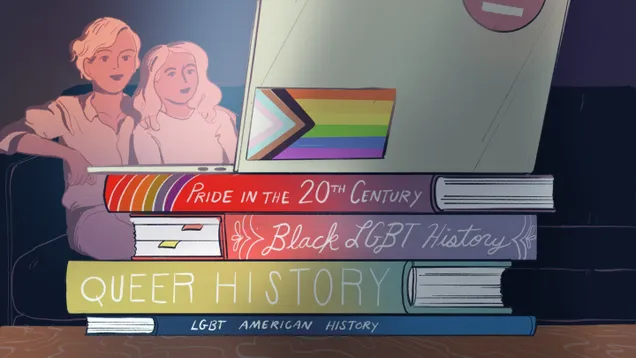 PRIDE IN THE 20TH CENTURY
Black LGBT History
QUEER HISTORY
LGBT AMERICAN HISTORY